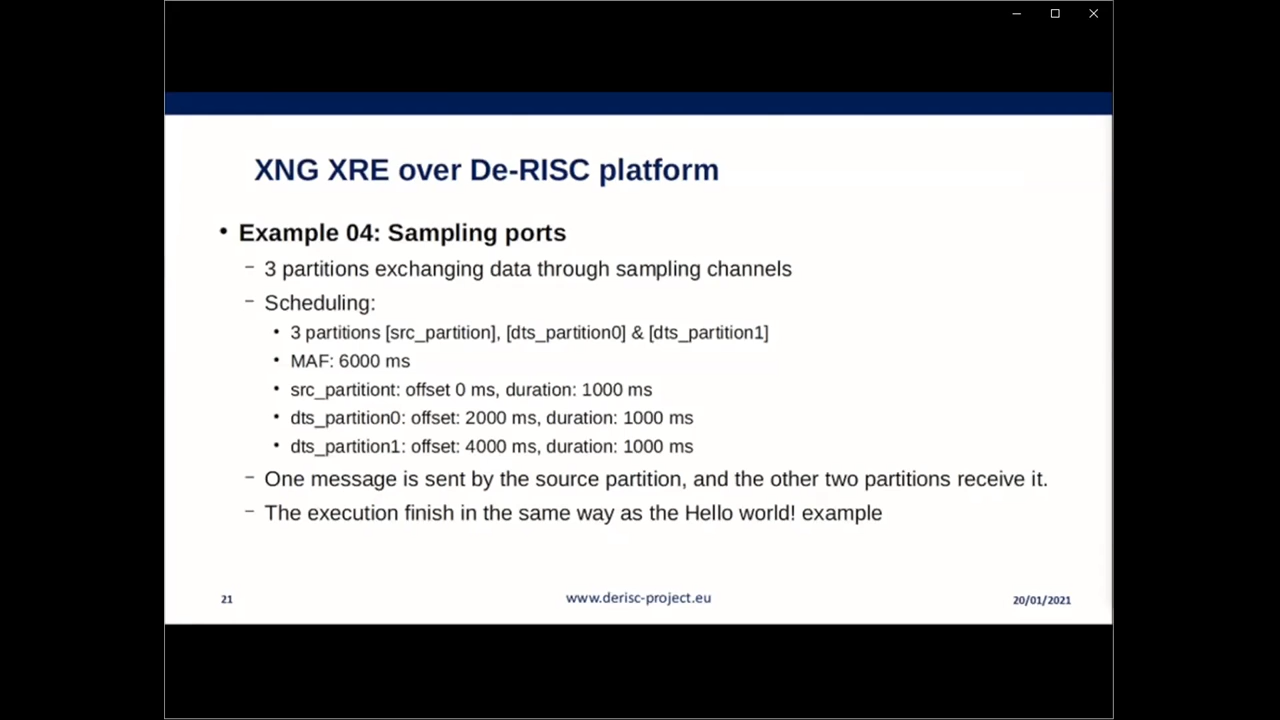 XNG XRE over De-RISC platform
• Example 04: Sampling ports
– 3 partitions exchanging data through sampling channels
– Scheduling:
• 3 partitions [src_partition], [dts_partition0] & [dts_partition1]
• MAF: 6000 ms
• src_partitiont: offset 0 ms, duration: 1000 ms
• dts_partition0: offset: 2000 ms, duration: 1000 ms
• dts_partition1: offset: 4000 ms, duration: 1000 ms
– One message is sent by the source partition, and the other two partitions receive it.
– The execution finish in the same way as the Hello world! example
21 www.derisc-project.eu 20/01/2021